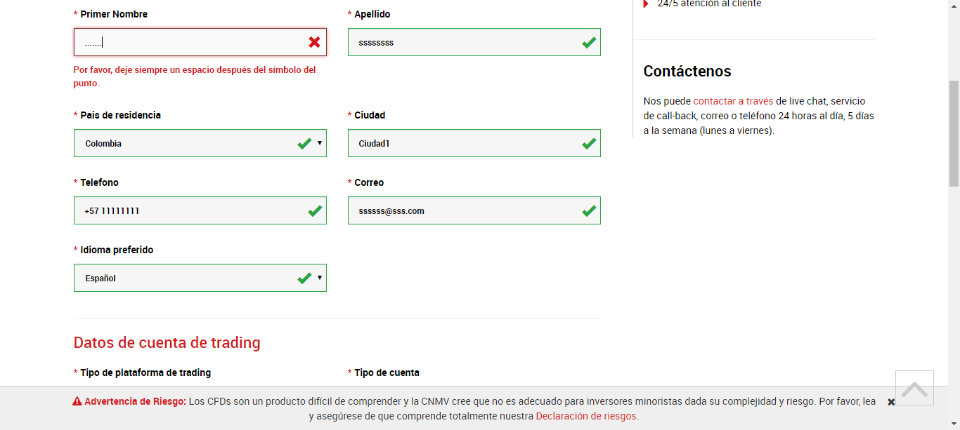 * Primer Nombre
* Apellido
24/5 atención al cliente
.......
ssssssss
Por favor, deje siempre un espacio después del símbolo del
punto.
Contáctenos
Nos puede contactar a través de live chat, servicio
de call-back, correo o teléfono 24 horas al día, 5 días
a la semana (lunes a viernes).
* País de residencia
* Ciudad
Colombia
Ciudad1
* Telefono
* Correo
+57 11111111
ssssss@sss.com
* Idioma preferido
Español
Datos de cuenta de trading
* Tipo de plataforma de trading
* Tipo de cuenta
Advertencia de Riesgo: Los CFDs son un producto difícil de comprender y la CNMV cree que no es adecuado para inversores minoristas dada su complejidad y riesgo. Por favor, lea
y asegúrese de que comprende totalmente nuestra Declaración de riesgos.